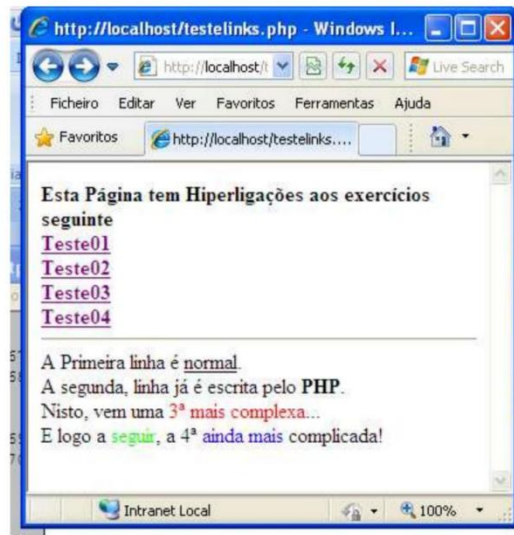 http://localhost/testelinks.php - Windows I...
http://localhost/t
Live Search
Ficheiro Editar Ver Favoritos Ferramentas Ajuda
Favoritos
http://localhost/testelinks....
Esta Página tem Hiperligações aos exercícios
seguinte
Teste01
Teste02
Teste03
Teste04
A Primeira linha é normal.
A segunda, linha já é escrita pelo PHP.
Nisto, vem uma 3ª mais complexa...
E logo a seguir, a 4ª ainda mais complicada!
Intranet Local
100%